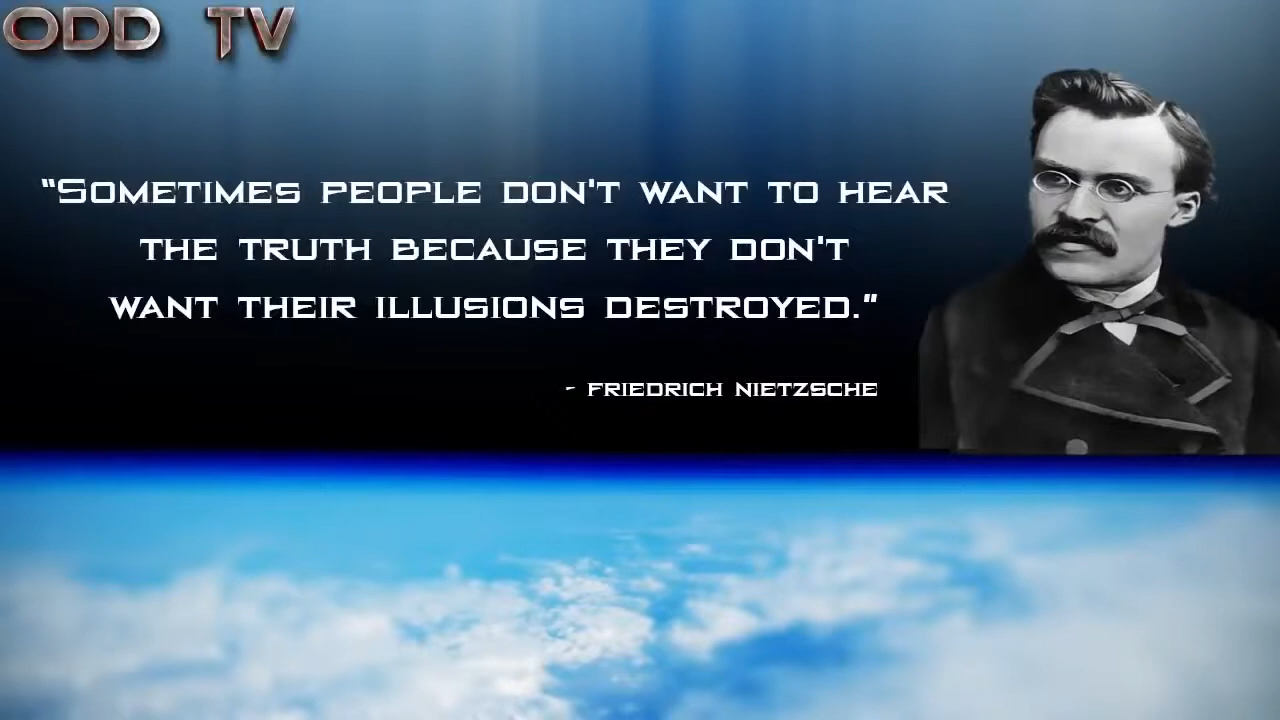 ODD TV
"SOMETIMES PEOPLE DON'T WANT TO HEAR
THE TRUTH BECAUSE THEY DON'T
WANT THEIR ILLUSIONS DESTROYED."
- FRIEDRICH NIETZSCHE